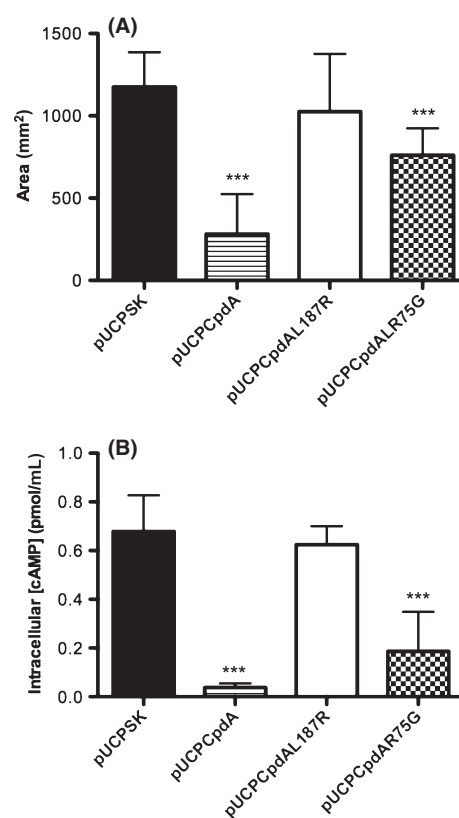 (A)
1500
1000
500
0
Area (mm²)
***
***
pUCPSK
pUCPCpdA
pUCPCpdAL187R
pUCPCpdALR75G
(B)
1.0
0.8
0.6
0.4
0.2
0.0
Intracellular [cAMP] (pmol/mL)
***
***
pUCPSK
pUCPCpdA
pUCPCpdAL187R
pUCPCpdAR75G